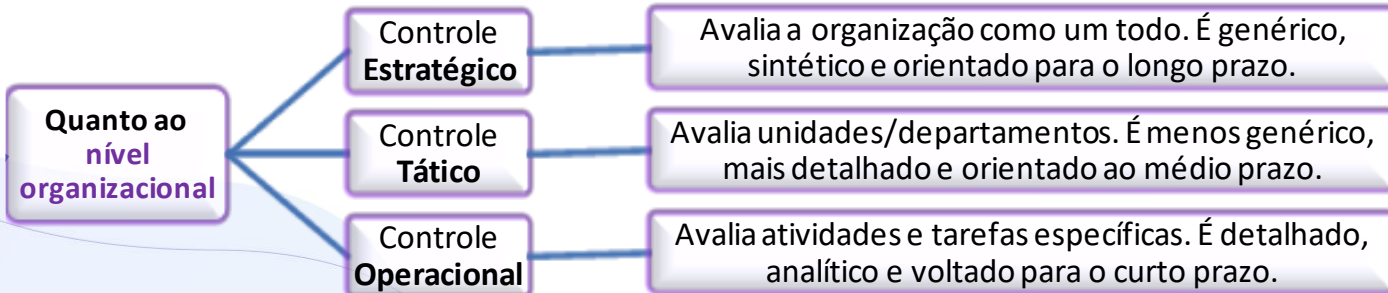 Quanto ao
nível
organizacional
Controle
Estratégico
Avalia a organização como um todo. É genérico,
sintético e orientado para o longo prazo.
Controle
Tático
Avalia unidades/departamentos. É menos genérico,
mais detalhado e orientado ao médio prazo.
Controle
Operacional
Avalia atividades e tarefas específicas. É detalhado,
analítico e voltado para o curto prazo.